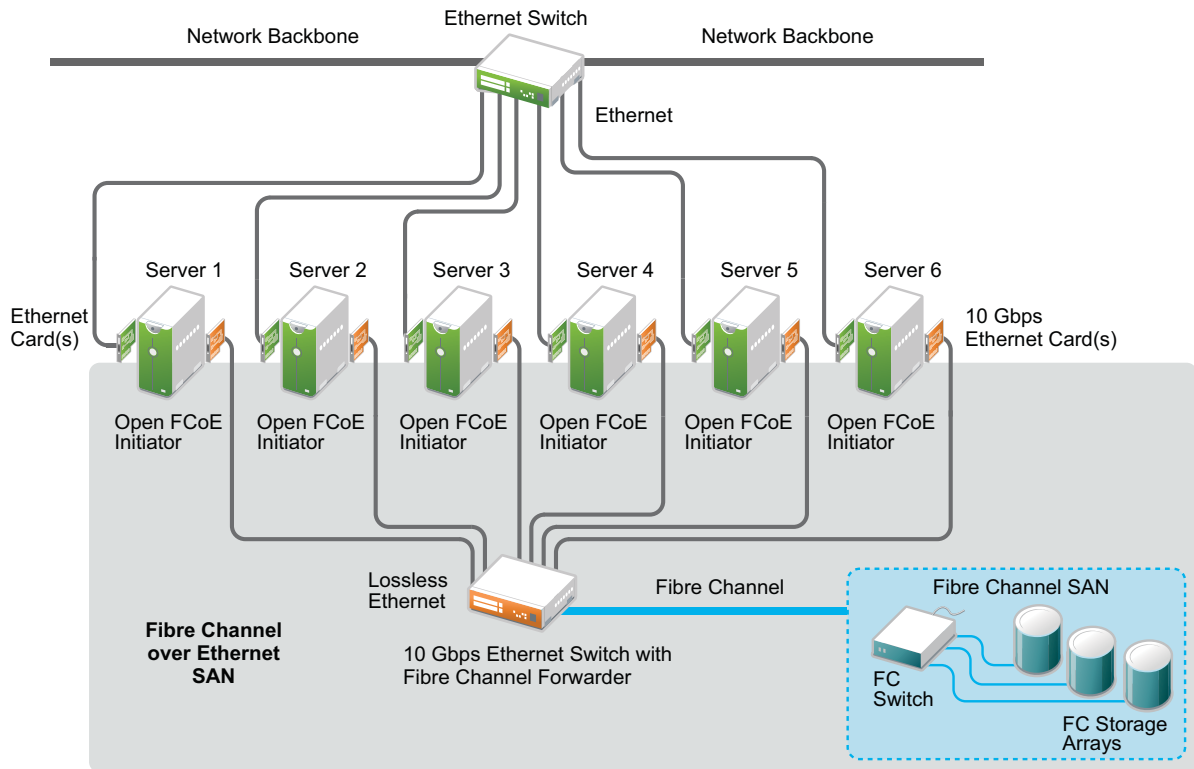 Ethernet Switch
Network Backbone
Network Backbone
Ethernet
Server 1
Server 2
Server 3
Server 4
Server 5
Server 6
Ethernet
Card(s)
10 Gbps
Ethernet Card(s)
Open FCoE
Initiator
Open FCoE
Initiator
Open FCoE
Initiator
Open FCoE
Initiator
Open FCoE
Initiator
Open FCoE
Initiator
Lossless
Ethernet
Fibre Channel
Fibre Channel SAN
Fibre Channel
over Ethernet
SAN
10 Gbps Ethernet Switch with
Fibre Channel Forwarder
FC
Switch
FC Storage
Arrays